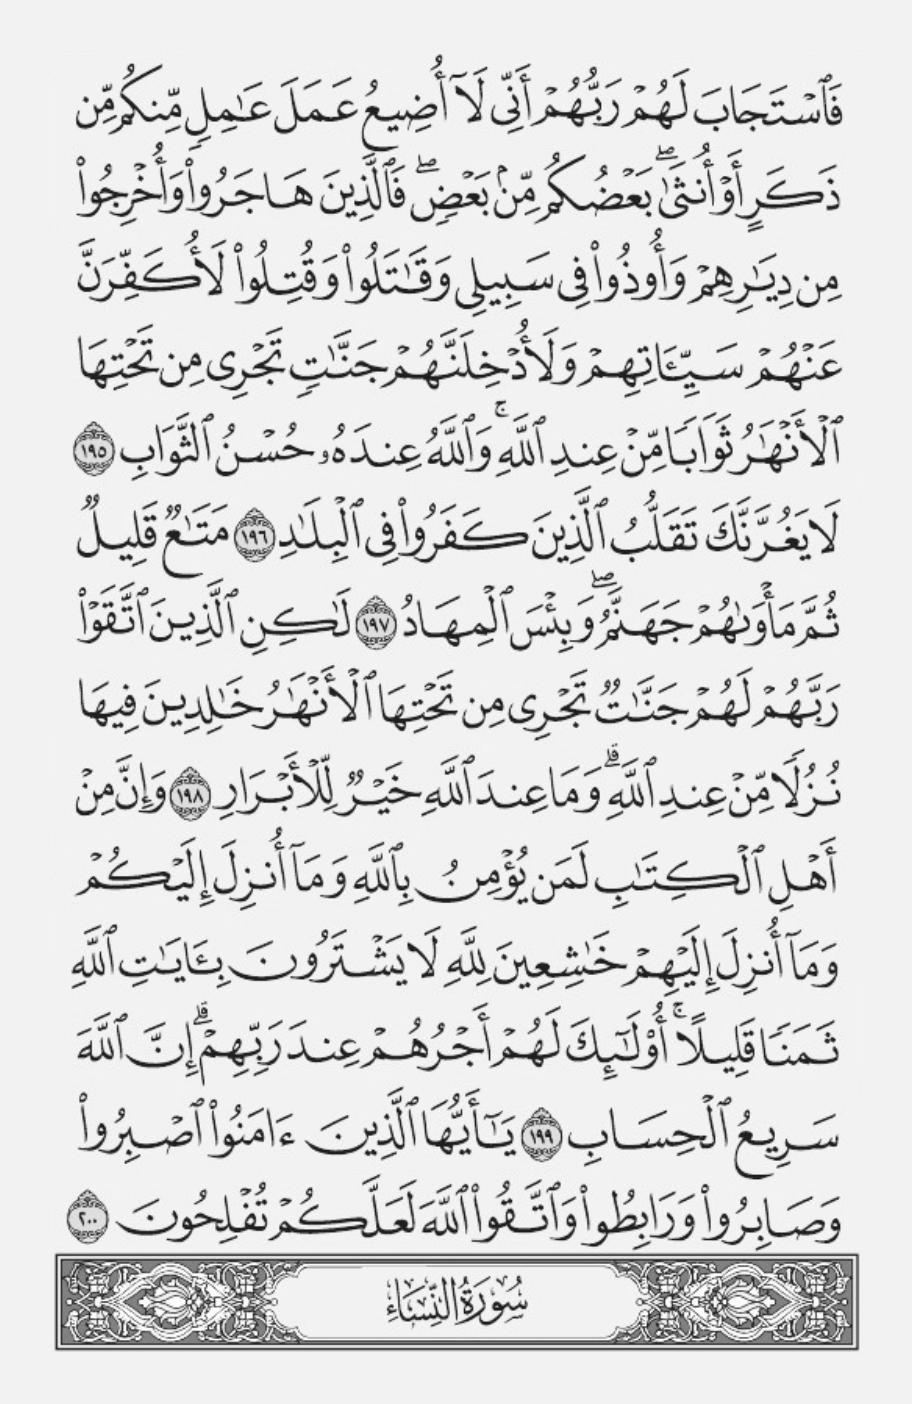 فَٱسۡتَجَابَ لَهُمۡ رَبُّهُمۡ أَنِّي لَآ أُضِيعُ عَمَلَ عَٰمِلٖ مِّنكُم مِّن
ذَكَرٍ أَوۡ أُنثَىٰۖ بَعۡضُكُم مِّنۢ بَعۡضٖۖ فَٱلَّذِينَ هَاجَرُواْ وَأُخۡرِجُواْ
مِن دِيَٰرِهِمۡ وَأُوذُواْ فِي سَبِيلِي وَقَٰتَلُواْ وَقُتِلُواْ لَأُكَفِّرَنَّ
عَنۡهُمۡ سَيِّـَٔاتِهِمۡ وَلَأُدۡخِلَنَّهُمۡ جَنَّٰتٖ تَجۡرِي مِن تَحۡتِهَا
ٱلۡأَنۡهَٰرُ ثَوَابٗا مِّنۡ عِندِ ٱللَّهِۚ وَٱللَّهُ عِندَهُۥ حُسۡنُ ٱلثَّوَابِ ١٩٥
لَا يَغُرَّنَّكَ تَقَلُّبُ ٱلَّذِينَ كَفَرُواْ فِي ٱلۡبِلَٰدِ ١٩٦ مَتَٰعٞ قَلِيلٞ
ثُمَّ مَأۡوَىٰهُمۡ جَهَنَّمُۖ وَبِئۡسَ ٱلۡمِهَادُ ١٩٧ لَٰكِنِ ٱلَّذِينَ ٱتَّقَوۡاْ
رَبَّهُمۡ لَهُمۡ جَنَّٰتٞ تَجۡرِي مِن تَحۡتِهَا ٱلۡأَنۡهَٰرُ خَٰلِدِينَ فِيهَا
نُزُلٗا مِّنۡ عِندِ ٱللَّهِۗ وَمَا عِندَ ٱللَّهِ خَيۡرٞ لِّلۡأَبۡرَارِ ١٩٨ وَإِنَّ مِنۡ
أَهۡلِ ٱلۡكِتَٰبِ لَمَن يُؤۡمِنُ بِٱللَّهِ وَمَآ أُنزِلَ إِلَيۡكُمۡ
وَمَآ أُنزِلَ إِلَيۡهِمۡ خَٰشِعِينَ لِلَّهِ لَا يَشۡتَرُونَ بِـَٔايَٰتِ ٱللَّهِ
ثَمَنٗا قَلِيلًاۚ أُوْلَٰٓئِكَ لَهُمۡ أَجۡرُهُمۡ عِندَ رَبِّهِمۡۗ إِنَّ ٱللَّهَ
سَرِيعُ ٱلۡحِسَابِ ١٩٩ يَٰٓأَيُّهَا ٱلَّذِينَ ءَامَنُواْ ٱصۡبِرُواْ
وَصَابِرُواْ وَرَابِطُواْ وَٱتَّقُواْ ٱللَّهَ لَعَلَّكُمۡ تُفۡلِحُونَ ٢٠٠
سُورَةُ النِّسَاءِ